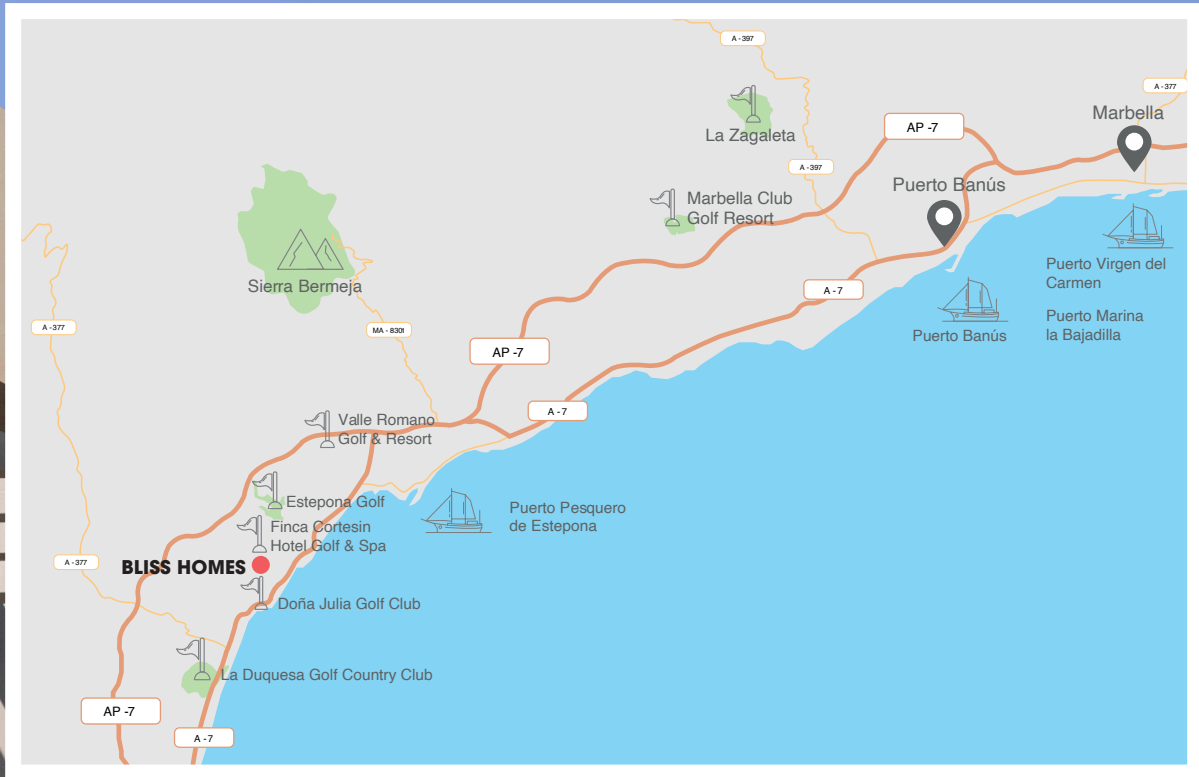 A - 397
A - 377
La Zagaleta
AP -7
Marbella
A - 397
Puerto Banús
Marbella Club
Golf Resort
Puerto Virgen del
Carmen
Sierra Bermeja
A - 7
Puerto Marina
la Bajadilla
Puerto Banús
A - 377
MA - 8301
AP -7
A - 7
Valle Romano
Golf & Resort
Estepona Golf
Puerto Pesquero
de Estepona
Finca Cortesin
Hotel Golf & Spa
A - 377
BLISS HOMES
Doña Julia Golf Club
La Duquesa Golf Country Club
AP -7
A - 7